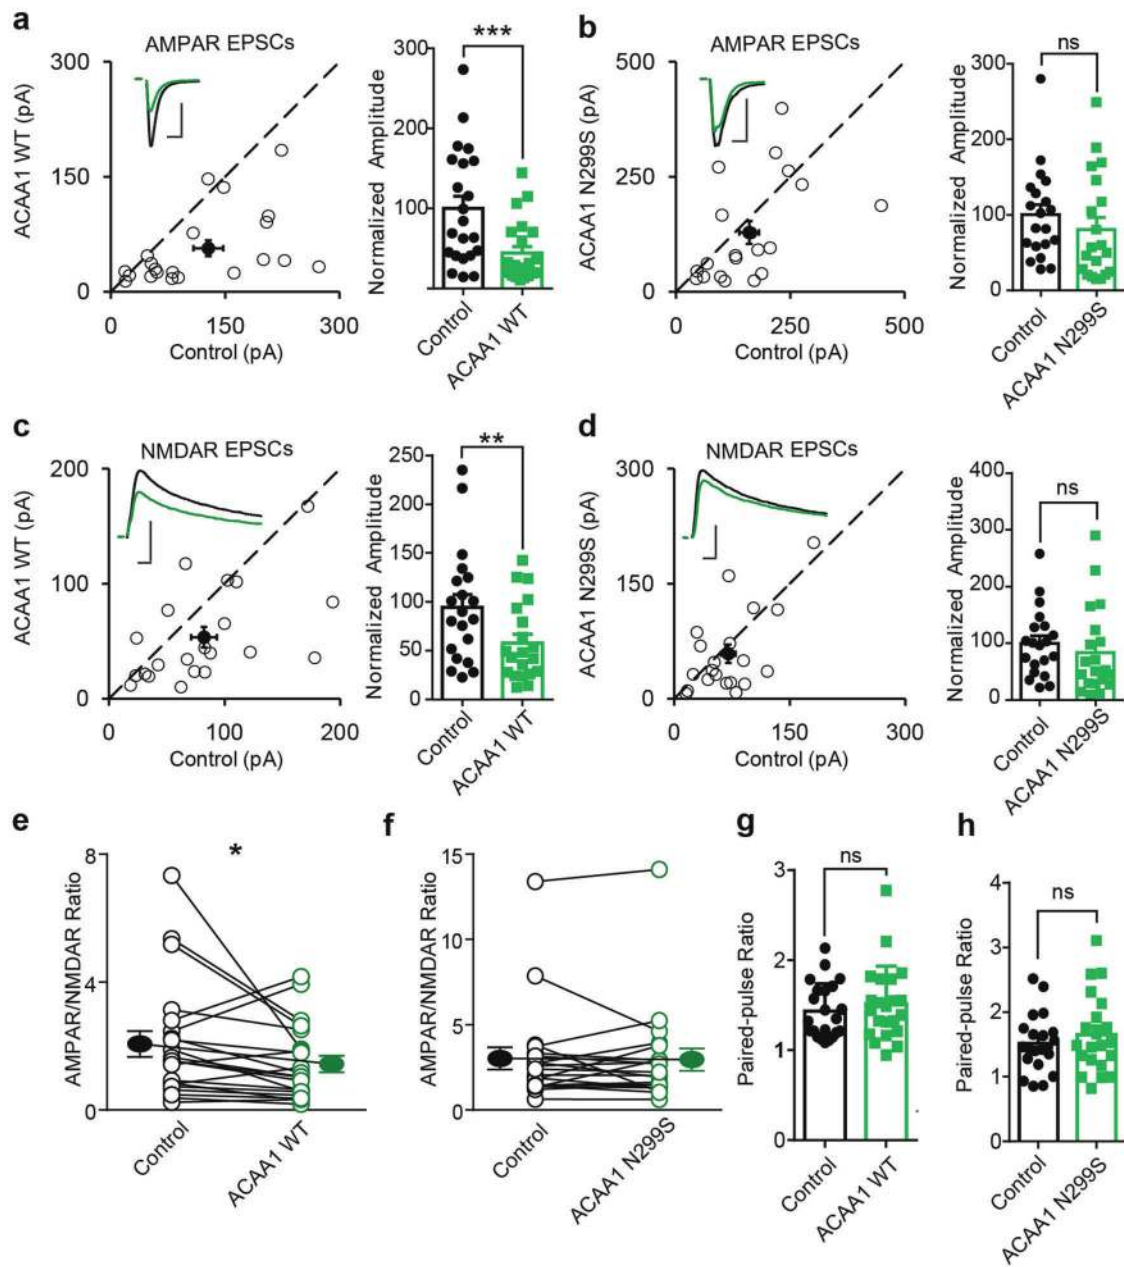 a
AMPAR EPSCs
ACAA1 WT (pA)
300
150
0
0
150
300
Control (pA)
***
Normalized Amplitude
300
200
100
0
Control
ACAA1 WT
b
AMPAR EPSCs
ACAA1 N299S (pA)
500
250
0
0
250
500
Control (pA)
ns
Normalized Amplitude
300
200
100
0
Control
ACAA1 N299S
c
NMDAR EPSCs
ACAA1 WT (pA)
200
100
0
0
100
200
Control (pA)
**
Normalized Amplitude
250
200
150
100
50
0
Control
ACAA1 WT
d
NMDAR EPSCs
ACAA1 N299S (pA)
300
150
0
0
150
300
Control (pA)
ns
Normalized Amplitude
400
300
200
100
0
Control
ACAA1 N299S
e
*
AMPAR/NMDAR Ratio
8
4
0
Control
ACAA1 WT
f
AMPAR/NMDAR Ratio
15
10
5
0
Control
ACAA1 N299S
g
ns
Paired-pulse Ratio
3
2
1
0
Control
ACAA1 WT
h
ns
Paired-pulse Ratio
4
3
2
1
0
Control
ACAA1 N299S